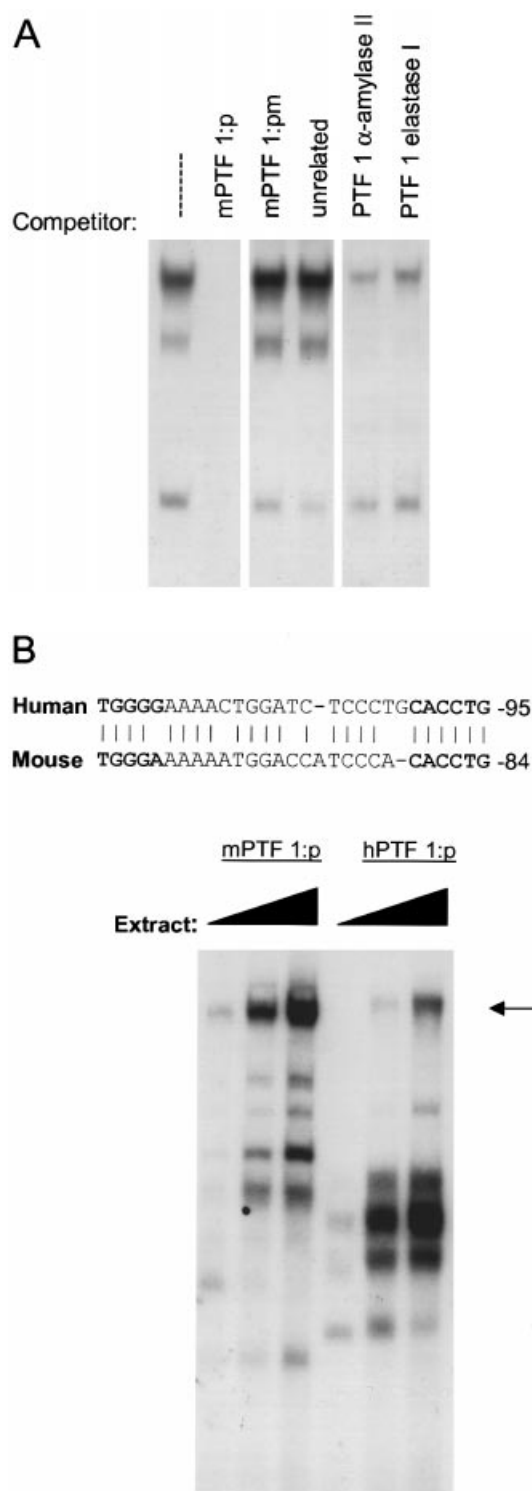 A
Competitor:
--------
mPTF 1:p
mPTF 1:pm
unrelated
PTF 1 α-amylase II
PTF 1 elastase I
B
Human TGGGGAAAACTGGATC-TCCCTGCACCTG -95
Mouse TGGGAAAAAATGGACCATCCCA-CACCTG -84
mPTF 1:p hPTF 1:p
Extract: